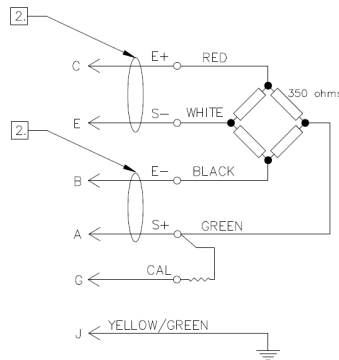 2.
C E+ RED
350 ohms
E S- WHITE
2.
B E- BLACK
A S+ GREEN
G CAL
J YELLOW/GREEN